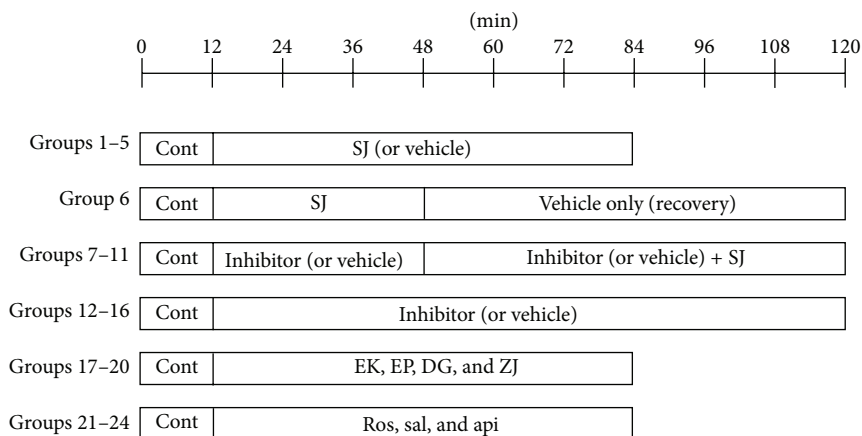 (min)
0 12 24 36 48 60 72 84 96 108 120
Groups 1–5 Cont SJ (or vehicle)
Group 6 Cont SJ Vehicle only (recovery)
Groups 7–11 Cont Inhibitor (or vehicle) Inhibitor (or vehicle) + SJ
Groups 12–16 Cont Inhibitor (or vehicle)
Groups 17–20 Cont EK, EP, DG, and ZJ
Groups 21–24 Cont Ros, sal, and api